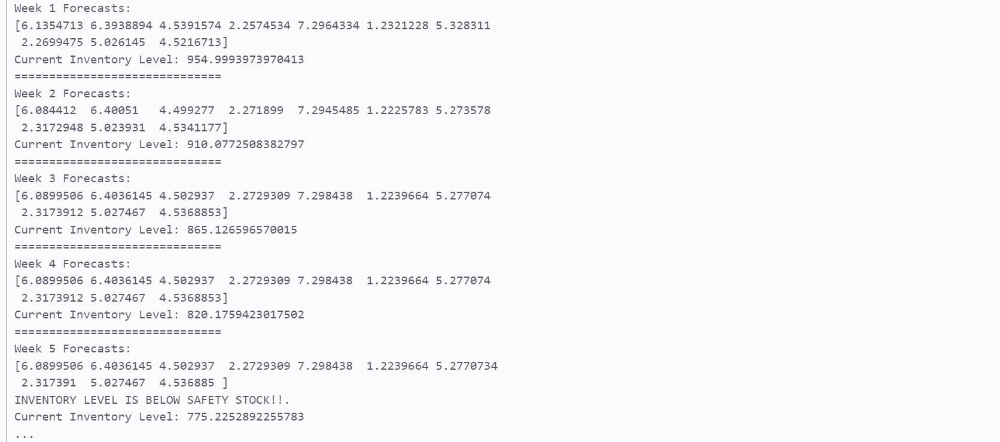 Week 1 Forecasts:
[6.1354713 6.3938894 4.5391574 2.2574534 7.2964334 1.2321228 5.328311
 2.2699475 5.026145  4.5216713]
Current Inventory Level: 954.9993973970413
==============================
Week 2 Forecasts:
[6.084412  6.40051   4.499277  2.271899  7.2945485 1.2225783 5.273578
 2.3172948 5.023931  4.5341177]
Current Inventory Level: 910.0772508382797
==============================
Week 3 Forecasts:
[6.0899506 6.4036145 4.502937  2.2729309 7.298438  1.2239664 5.277074
 2.3173912 5.027467  4.5368853]
Current Inventory Level: 865.126596570015
==============================
Week 4 Forecasts:
[6.0899506 6.4036145 4.502937  2.2729309 7.298438  1.2239664 5.277074
 2.3173912 5.027467  4.5368853]
Current Inventory Level: 820.1759423017502
==============================
Week 5 Forecasts:
[6.0899506 6.4036145 4.502937  2.2729309 7.298438  1.2239664 5.2770734
 2.317391  5.027467  4.536885 ]
INVENTORY LEVEL IS BELOW SAFETY STOCK!!.
Current Inventory Level: 775.2252892255783
...